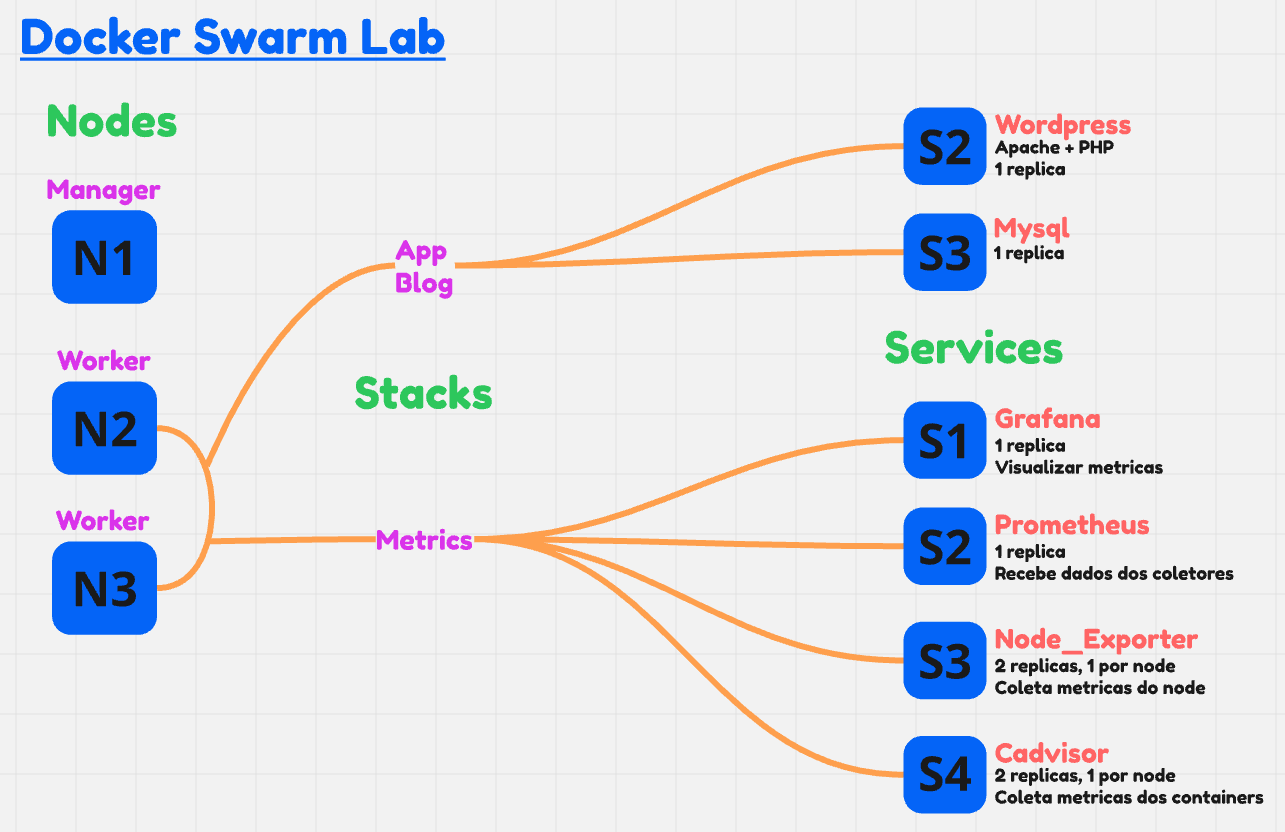 Docker Swarm Lab
Nodes
Manager
N1
Worker
N2
Worker
N3
App
Blog
Stacks
Metrics
S2
Wordpress
Apache + PHP
1 replica
S3
Mysql
1 replica
Services
S1
Grafana
1 replica
Visualizar metricas
S2
Prometheus
1 replica
Recebe dados dos coletores
S3
Node_Exporter
2 replicas, 1 por node
Coleta metricas do node
S4
Cadvisor
2 replicas, 1 por node
Coleta metricas dos containers